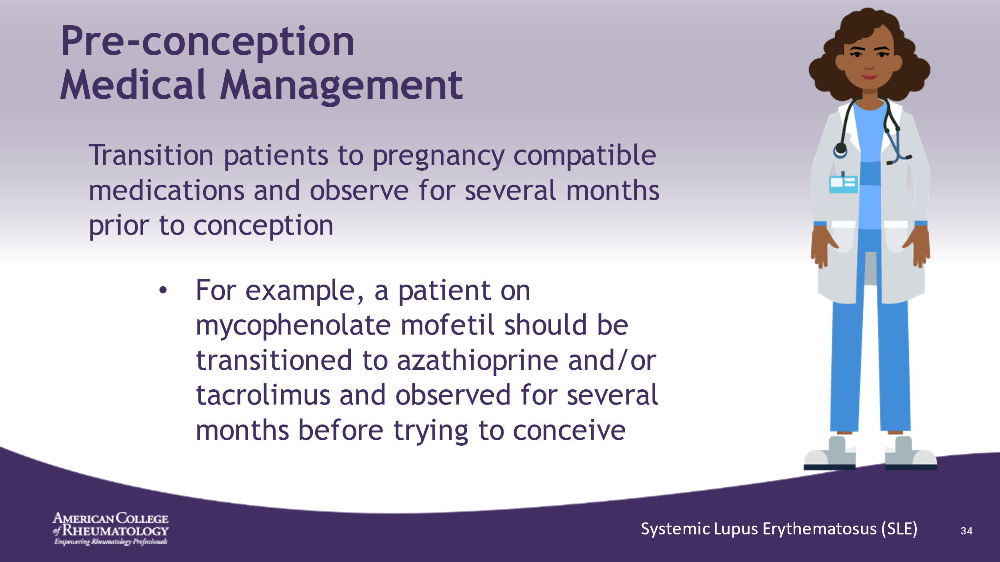 Pre-conception
Medical Management
Transition patients to pregnancy compatible
medications and observe for several months
prior to conception
• For example, a patient on
mycophenolate mofetil should be
transitioned to azathioprine and/or
tacrolimus and observed for several
months before trying to conceive
AMERICAN COLLEGE
of RHEUMATOLOGY
Empowering Rheumatology Professionals
Systemic Lupus Erythematosus (SLE)
34